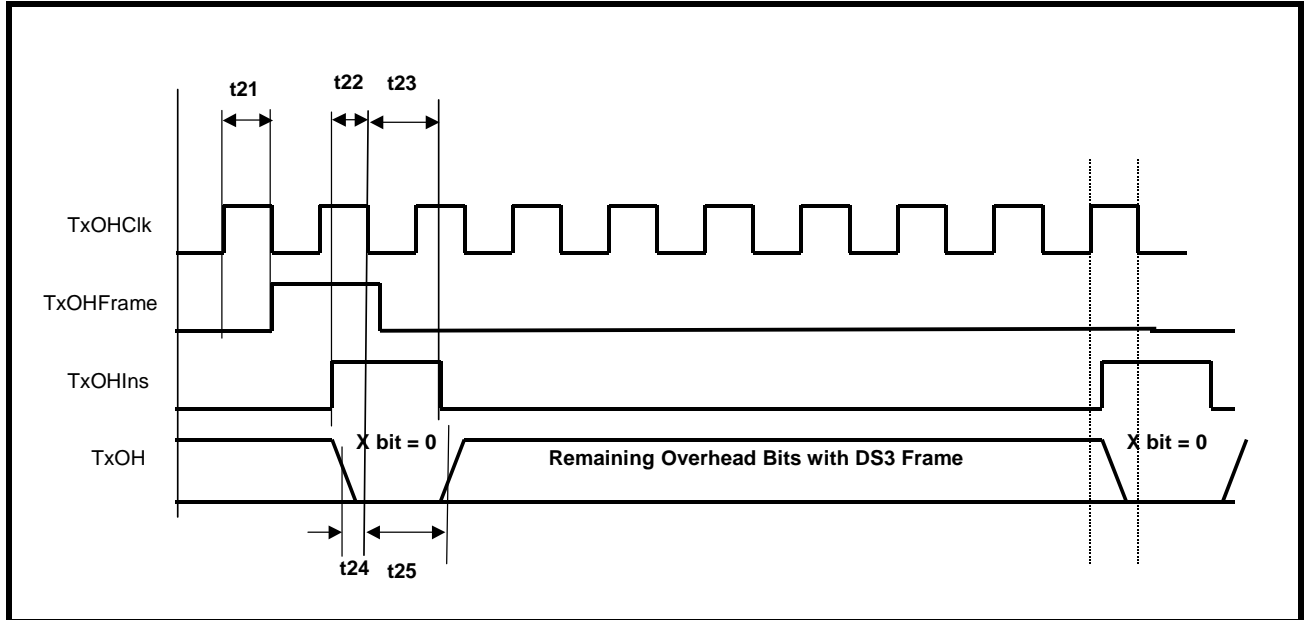 t21 t22 t23
TxOHClk
TxOHFrame
TxOHIns
X bit = 0 X bit = 0
TxOH Remaining Overhead Bits with DS3 Frame
t24 t25